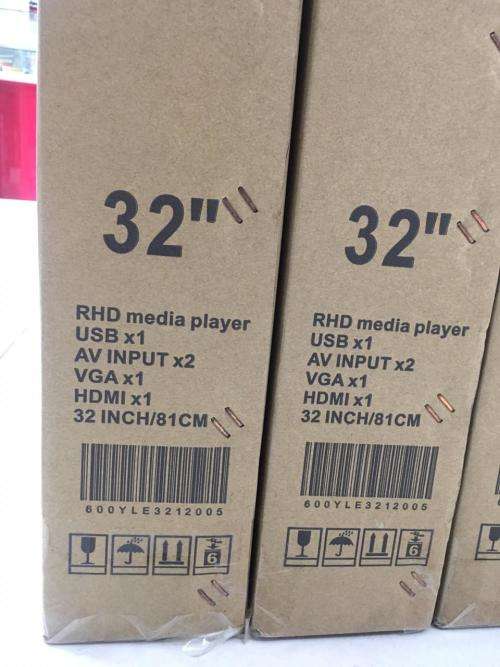 32"
RHD media player
USB x1
AV INPUT x2
VGA x1
HDMI x1
32 INCH/81CM
600YLE3212005
6
32"
RHD media player
USB x1
AV INPUT x2
VGA x1
HDMI x1
32 INCH/81CM
600YLE3212005
6